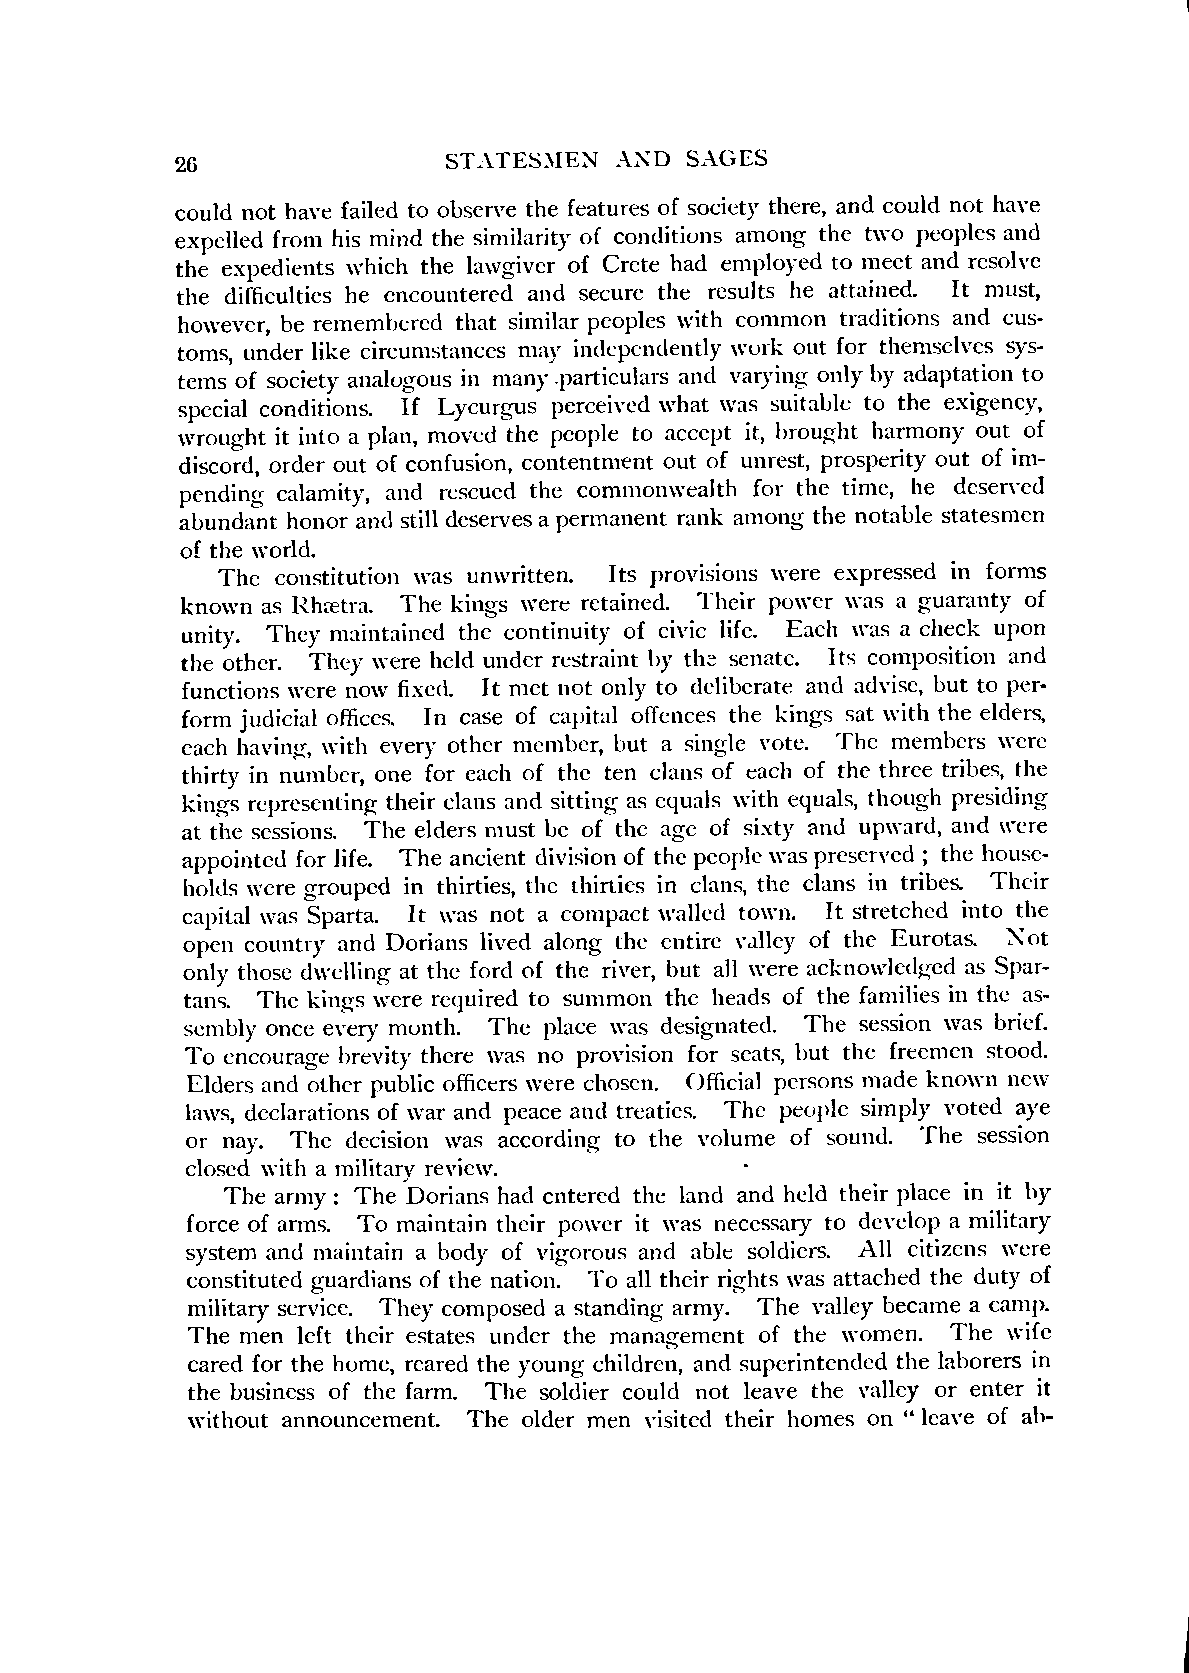 26 STATESMEN AND SAGES
could not have failed to observe the features of society there, and could not have
expelled from his mind the similarity of conditions among the two peoples and
the expedients which the lawgiver of Crete had employed to meet and resolve
the difficulties he encountered and secure the results he attained. It must,
however, be remembered that similar peoples with common traditions and cus-
toms, under like circumstances may independently work out for themselves sys-
tems of society analogous in many particulars and varying only by adaptation to
special conditions. If Lycurgus perceived what was suitable to the exigency,
wrought it into a plan, moved the people to accept it, brought harmony out of
discord, order out of confusion, contentment out of unrest, prosperity out of im-
pending calamity, and rescued the commonwealth for the time, he deserved
abundant honor and still deserves a permanent rank among the notable statesmen
of the world.
The constitution was unwritten. Its provisions were expressed in forms
known as Rhætra. The kings were retained. Their power was a guaranty of
unity. They maintained the continuity of civic life. Each was a check upon
the other. They were held under restraint by the senate. Its composition and
functions were now fixed. It met not only to deliberate and advise, but to per-
form judicial offices. In case of capital offences the kings sat with the elders,
each having, with every other member, but a single vote. The members were
thirty in number, one for each of the ten clans of each of the three tribes, the
kings representing their clans and sitting as equals with equals, though presiding
at the sessions. The elders must be of the age of sixty and upward, and were
appointed for life. The ancient division of the people was preserved ; the house-
holds were grouped in thirties, the thirties in clans, the clans in tribes. Their
capital was Sparta. It was not a compact walled town. It stretched into the
open country and Dorians lived along the entire valley of the Eurotas. Not
only those dwelling at the ford of the river, but all were acknowledged as Spar-
tans. The kings were required to summon the heads of the families in the as-
sembly once every month. The place was designated. The session was brief.
To encourage brevity there was no provision for seats, but the freemen stood.
Elders and other public officers were chosen. Official persons made known new
laws, declarations of war and peace and treaties. The people simply voted aye
or nay. The decision was according to the volume of sound. The session
closed with a military review.
The army : The Dorians had entered the land and held their place in it by
force of arms. To maintain their power it was necessary to develop a military
system and maintain a body of vigorous and able soldiers. All citizens were
constituted guardians of the nation. To all their rights was attached the duty of
military service. They composed a standing army. The valley became a camp.
The men left their estates under the management of the women. The wife
cared for the home, reared the young children, and superintended the laborers in
the business of the farm. The soldier could not leave the valley or enter it
without announcement. The older men visited their homes on “ leave of ab-